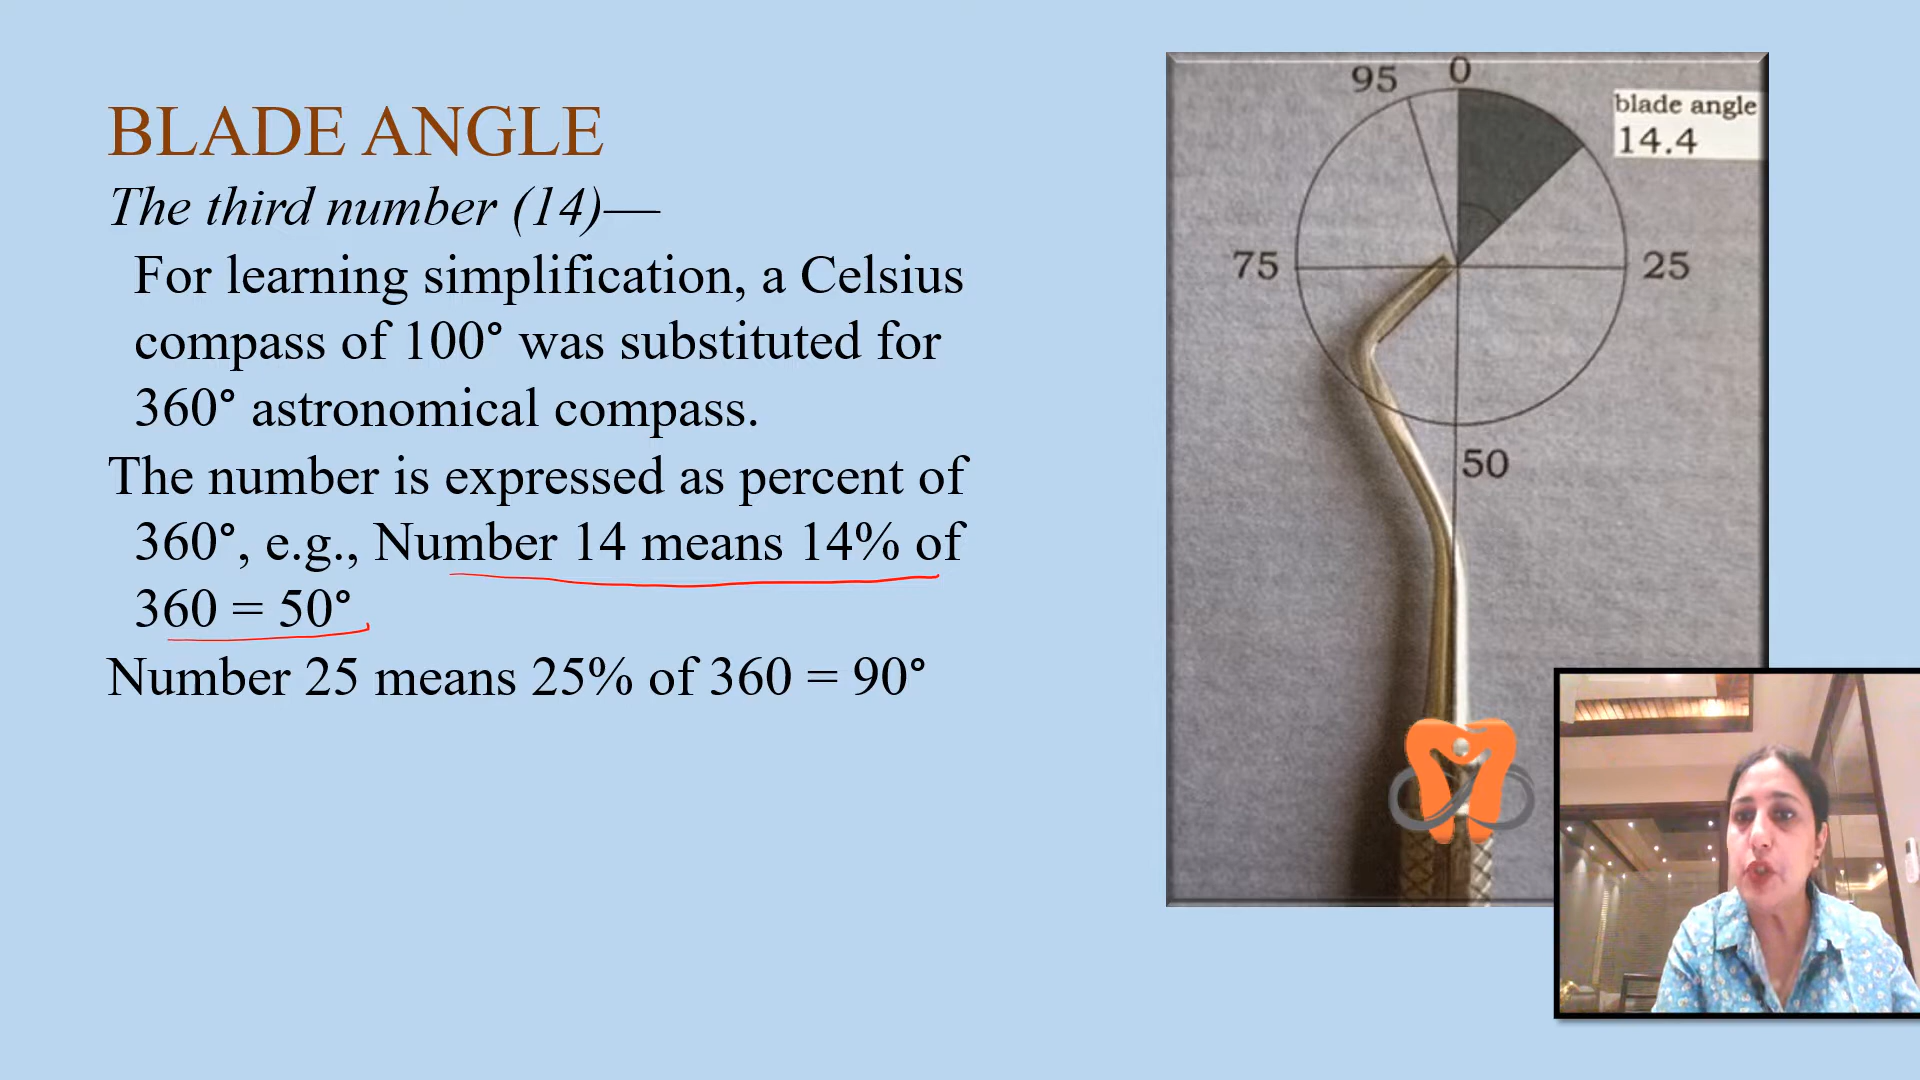 BLADE ANGLE
The third number (14)—
For learning simplification, a Celsius
compass of 100° was substituted for
360° astronomical compass.
The number is expressed as percent of
360°, e.g., Number 14 means 14% of
360 = 50°
Number 25 means 25% of 360 = 90°
95 0
blade angle
14.4
75 25
50